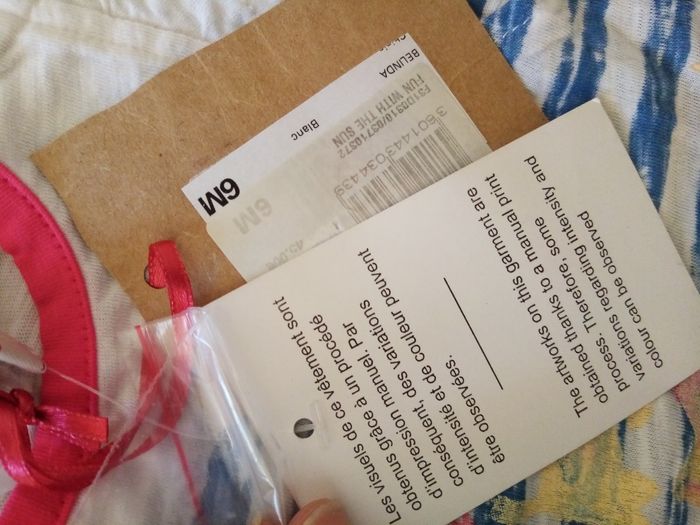 BELINDA
Blanc
6M
FUN WITH THE SUN
3601443034439
6M
Les visuels de ce vêtement sont
obtenus grâce à un procédé
d'impression manuel. Par
conséquent, des variations
d'intensité et de couleur peuvent
être observées.
The artworks on this garment are
obtained thanks to a manual print
process. Therefore, some
variations regarding intensity and
colour can be observed